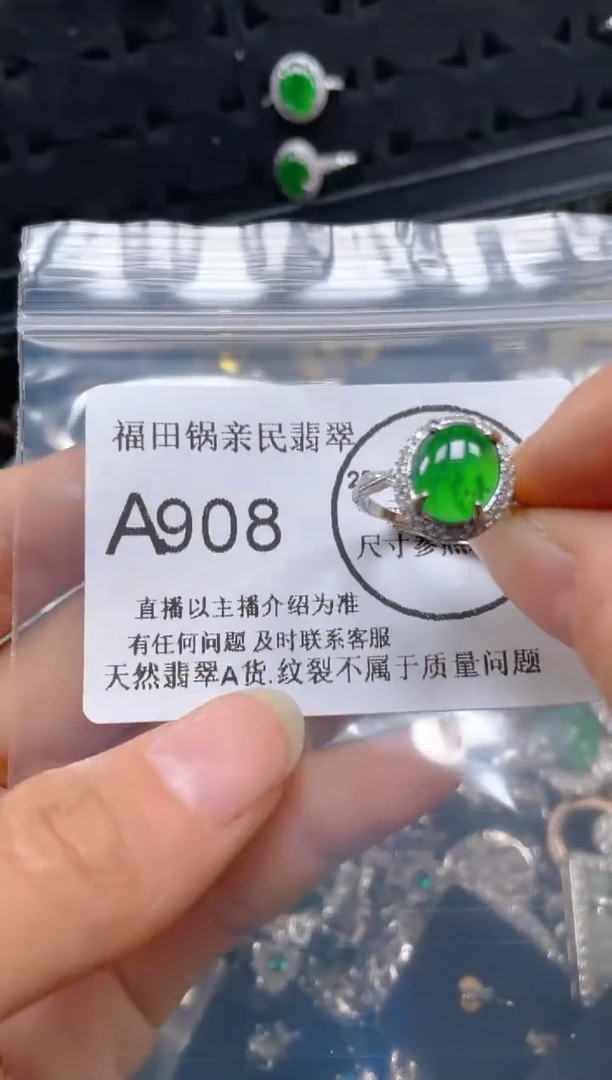 福田锅亲民翡翠
A908
尺寸参照
直播以主播介绍为准
有任何问题 及时联系客服
天然翡翠A货.纹裂不属于质量问题